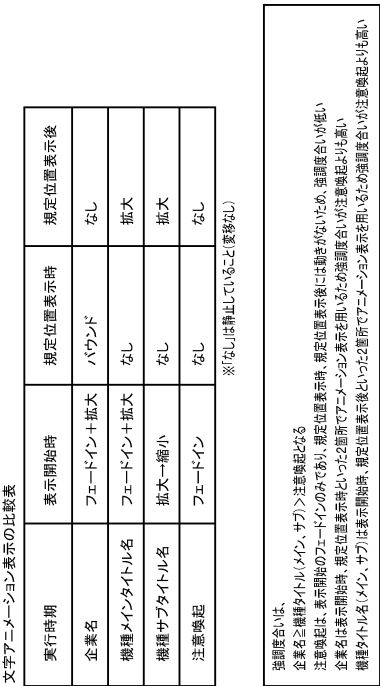 文字アニメーション表示の比較表
実行時期 表示開始時 規定位置表示時 規定位置表示後
企業名 フェードイン＋拡大 バウンド なし
機種メインタイトル名 フェードイン＋拡大 なし 拡大
機種サブタイトル名 拡大→縮小 なし 拡大
注意喚起 フェードイン なし なし
※「なし」は静止していること（変移なし）
強調度合いは、
企業名≧機種タイトル（メイン、サブ）＞注意喚起となる
注意喚起は、表示開始のフェードインのみであり、規定位置表示時、規定位置表示後には動きがないため、強調度合いが低い
企業名は表示開始時、規定位置表示時といった2箇所でアニメーション表示を用いるため強調度合いが注意喚起よりも高い
機種タイトル名（メイン、サブ）は表示開始時、規定位置表示後といった2箇所でアニメーション表示を用いるため強調度合いが注意喚起よりも高い